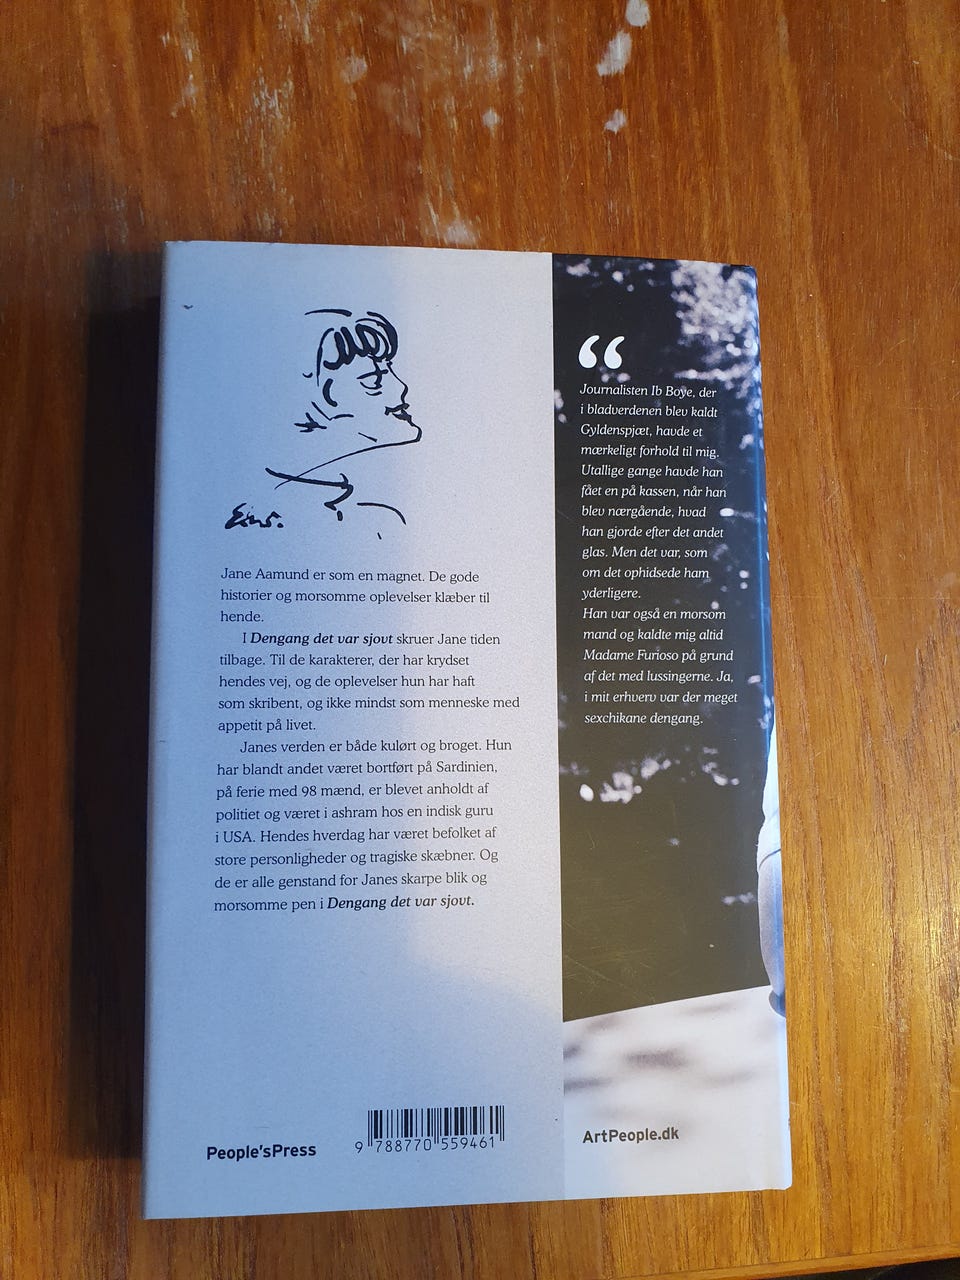 Jane Aamund er som en magnet. De gode
historier og morsomme oplevelser klæber til
hende.
I Dengang det var sjovt skruer Jane tiden
tilbage. Til de karakterer, der har krydset
hendes vej, og de oplevelser hun har haft
som skribent, og ikke mindst som menneske med
appetit på livet.
Janes verden er både kulørt og broget. Hun
har blandt andet været bortført på Sardinien,
på ferie med 98 mænd, er blevet anholdt af
politiet og været i ashram hos en indisk guru
i USA. Hendes hverdag har været befolket af
store personligheder og tragiske skæbner. Og
de er alle genstand for Janes skarpe blik og
morsomme pen i Dengang det var sjovt.
People'sPress
9 788770 559461
“
Journalisten Ib Boye, der
i bladverdenen blev kaldt
Gyldenspjæt, havde et
mærkeligt forhold til mig.
Utallige gange havde han
fået en på kassen, når han
blev nærgående, hvad
han gjorde efter det andet
glas. Men det var, som
om det ophidsede ham
yderligere.
Han var også en morsom
mand og kaldte mig altid
Madame Furioso på grund
af det med lussingerne. Ja,
i mit erhverv var der meget
sexchikane dengang.
ArtPeople.dk